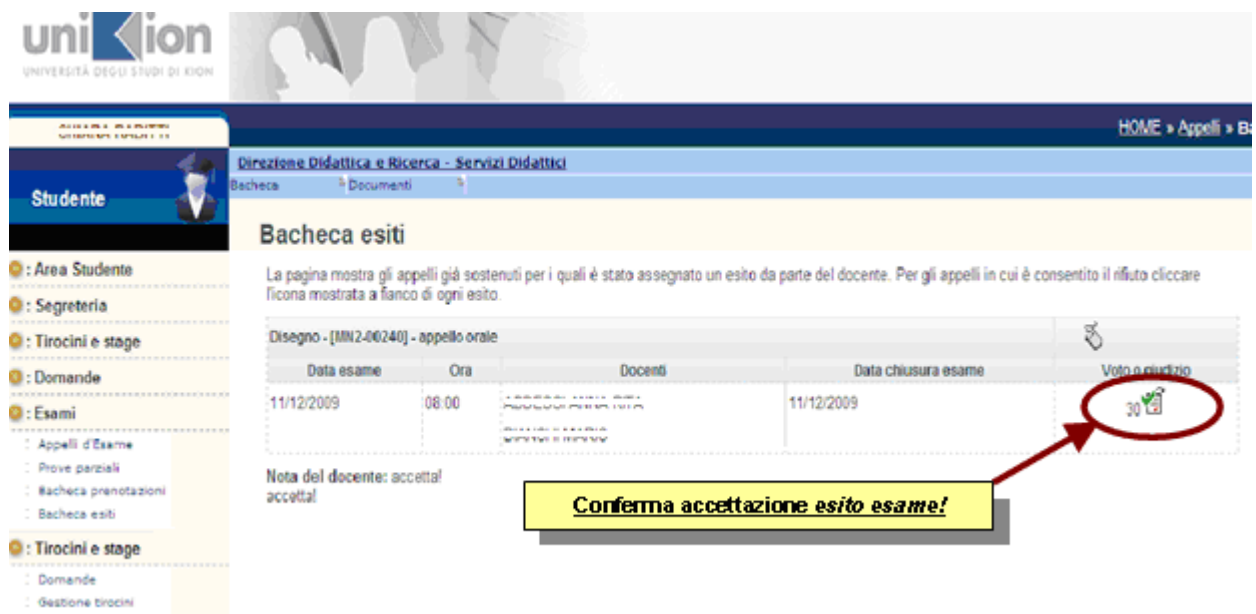 uniKion
UNIVERSITÀ DEGLI STUDI DI KION
HOME » Appelli »
Direzione Didattica e Ricerca - Servizi Didattici
Bacheca Documenti
Studente
Bacheca esiti
: Area Studente
: Segreteria
: Tirocini e stage
: Domande
: Esami
Appelli d'Esame
Prove parziali
Bacheca prenotazioni
Bacheca esiti
: Tirocini e stage
Domande
Gestione tirocini
La pagina mostra gli appelli già sostenuti per i quali è stato assegnato un esito da parte del docente. Per gli appelli in cui è consentito il rifiuto cliccare
l'icona mostrata a fianco di ogni esito.
Disegno - [MN2-00240] - appello orale
Data esame Ora Docenti Data chiusura esame Voto o giudizio
11/12/2009 08:00 11/12/2009 30
Nota del docente: accetta!
accetta!
Conferma accettazione esito esame!